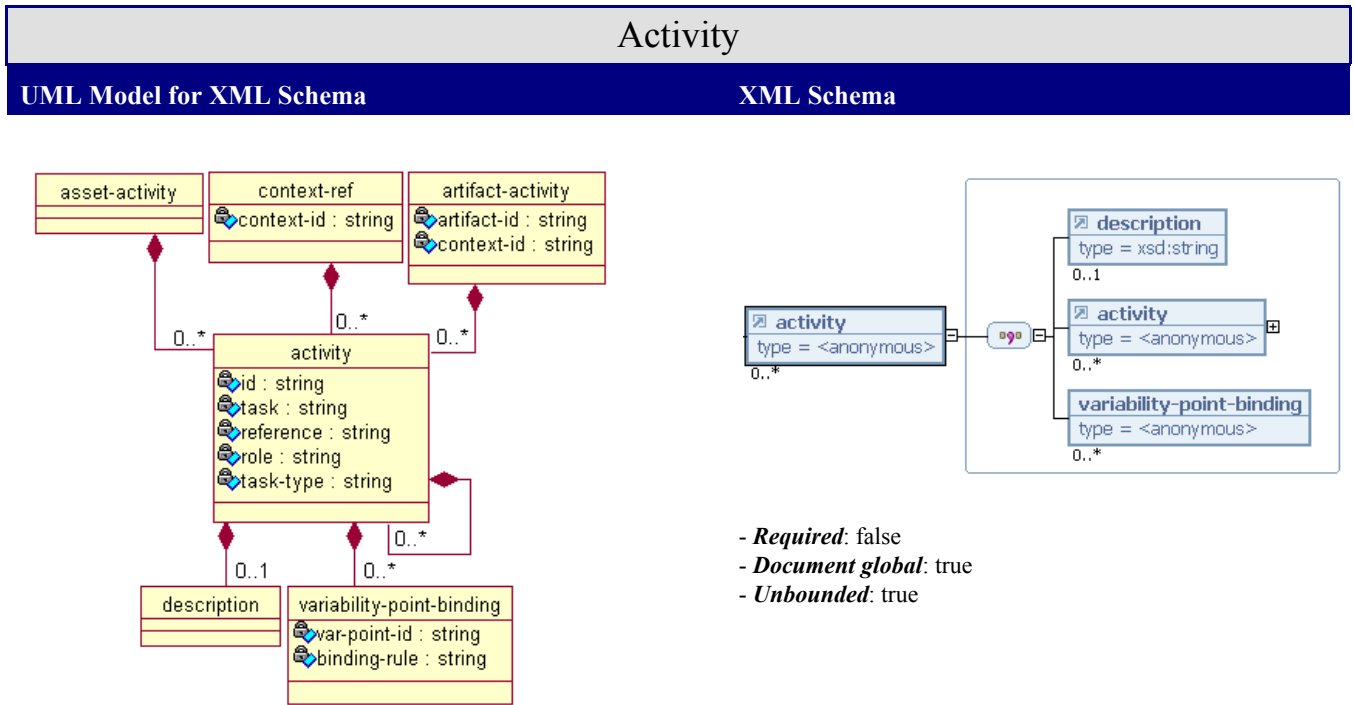 Activity
UML Model for XML Schema
XML Schema
asset-activity
context-ref
context-id : string
artifact-activity
artifact-id : string
context-id : string
0..*
0..*
0..*
activity
id : string
task : string
reference : string
role : string
task-type : string
0..*
0..1
0..*
description
variability-point-binding
var-point-id : string
binding-rule : string
activity
type = <anonymous>
0..*
description
type = xsd:string
0..1
activity
type = <anonymous>
0..*
variability-point-binding
type = <anonymous>
0..*
- Required: false
- Document global: true
- Unbounded: true